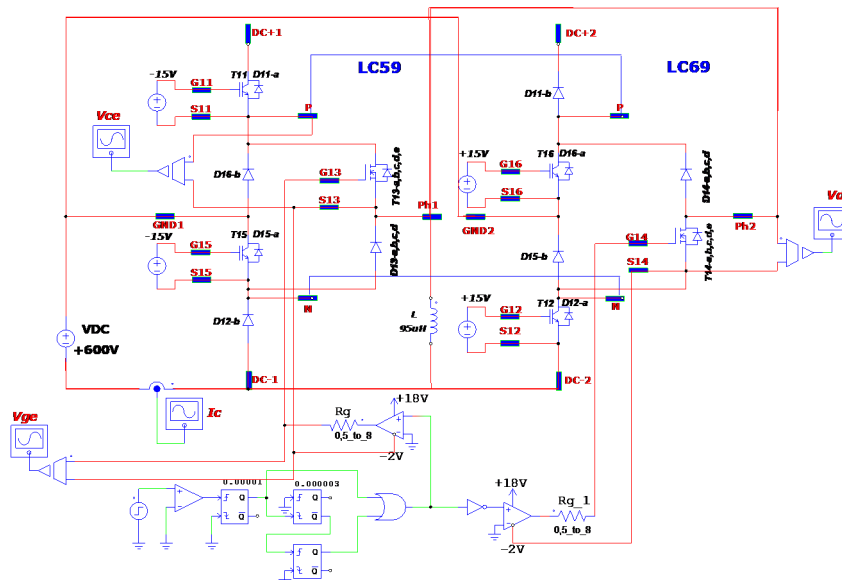 DC+1
DC+2
LC59
LC69
-15V
G11
T11
D11-a
S11
P
D11-b
P
Vce
D16-b
G13
T13-a,b,c,d,e
S13
+15V
G16
T16
D16-a
S16
D14-a,b,c,d
Vd
GND1
Ph1
GND2
Ph2
-15V
G15
T15
D15-a
S15
D13-a,b,c,d
D15-b
G14
T14-a,b,c,d,e
S14
N
N
D12-b
L
95uH
+15V
G12
T12
D12-a
S12
VDC
+600V
DC-1
DC-2
Ic
Vge
Rg
0,5_to_8
+18V
-2V
0.00001
0.000003
Q
Q
Q
Q
Q
Q
+18V
Rg_1
0,5_to_8
-2V